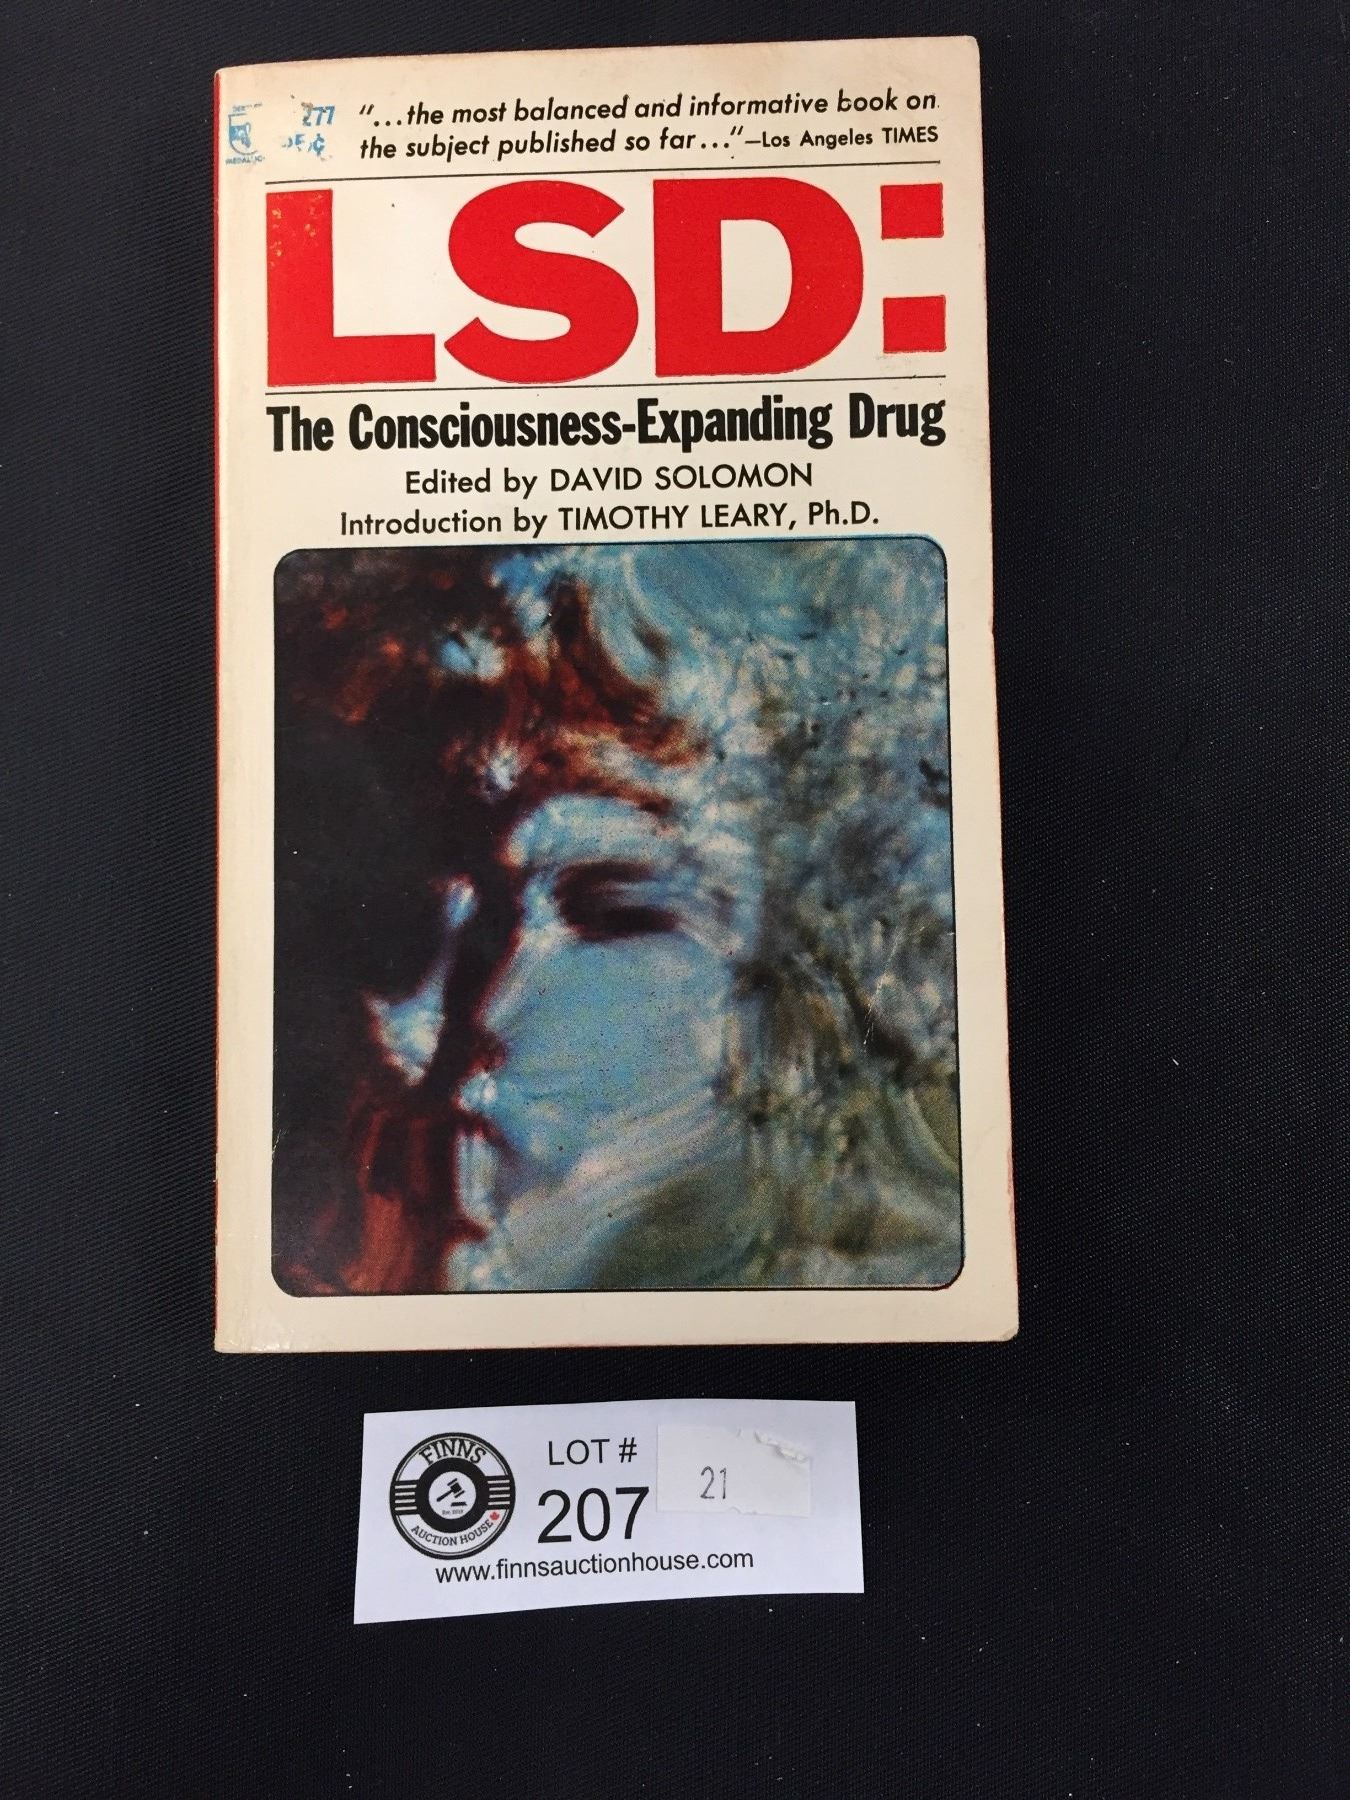 277
"...the most balanced and informative book on
the subject published so far..."—Los Angeles TIMES
LSD:
The Consciousness-Expanding Drug
Edited by DAVID SOLOMON
Introduction by TIMOTHY LEARY, Ph.D.
FINNS
AUCTION HOUSE
LOT #
207
21
www.finnsauctionhouse.com